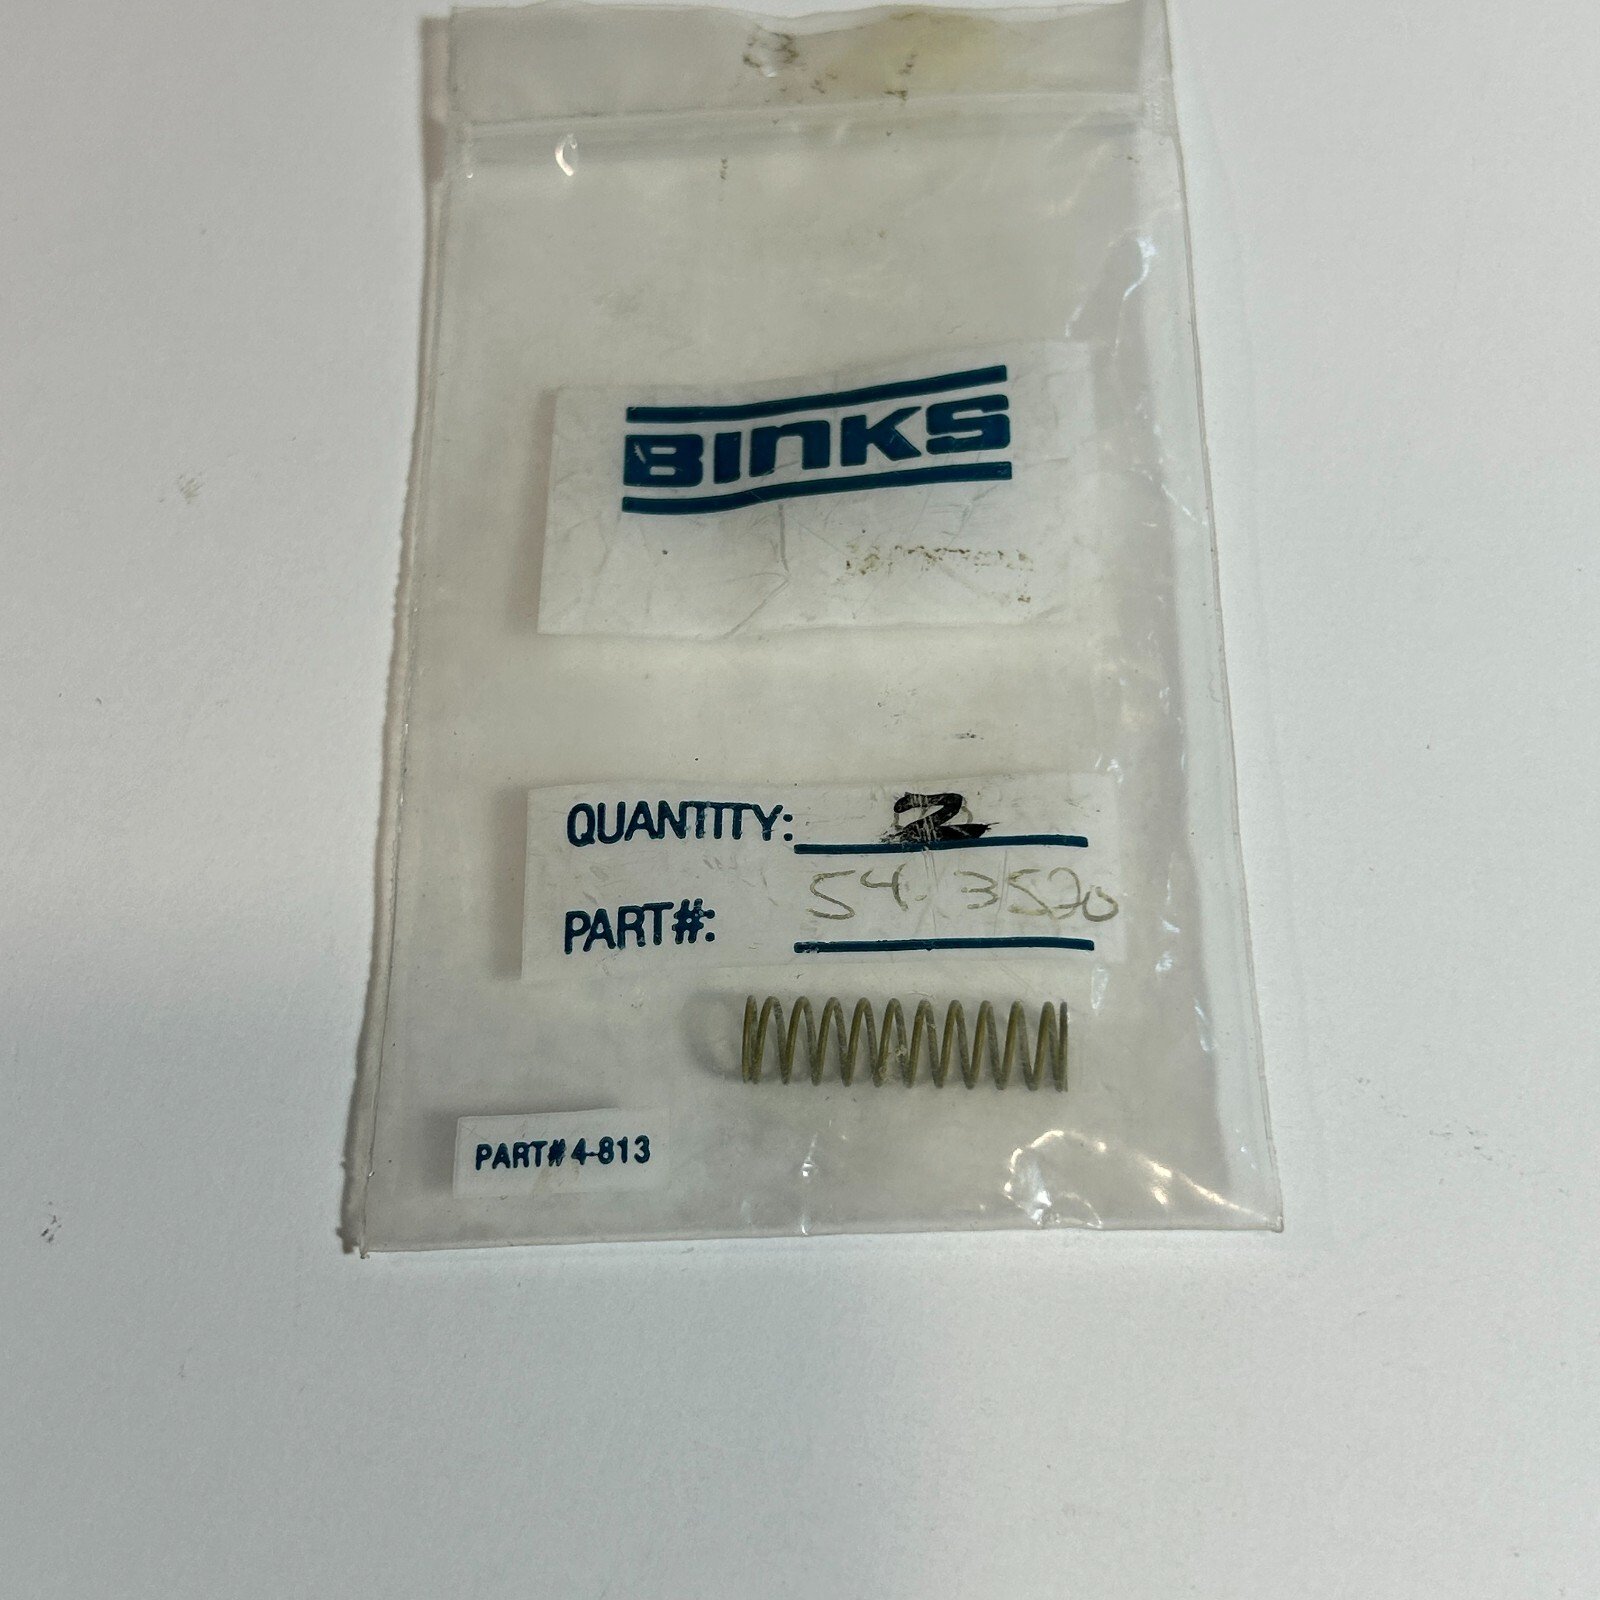 BINKS
QUANTITY: 2
PART#: 54-3520
PART# 4-813